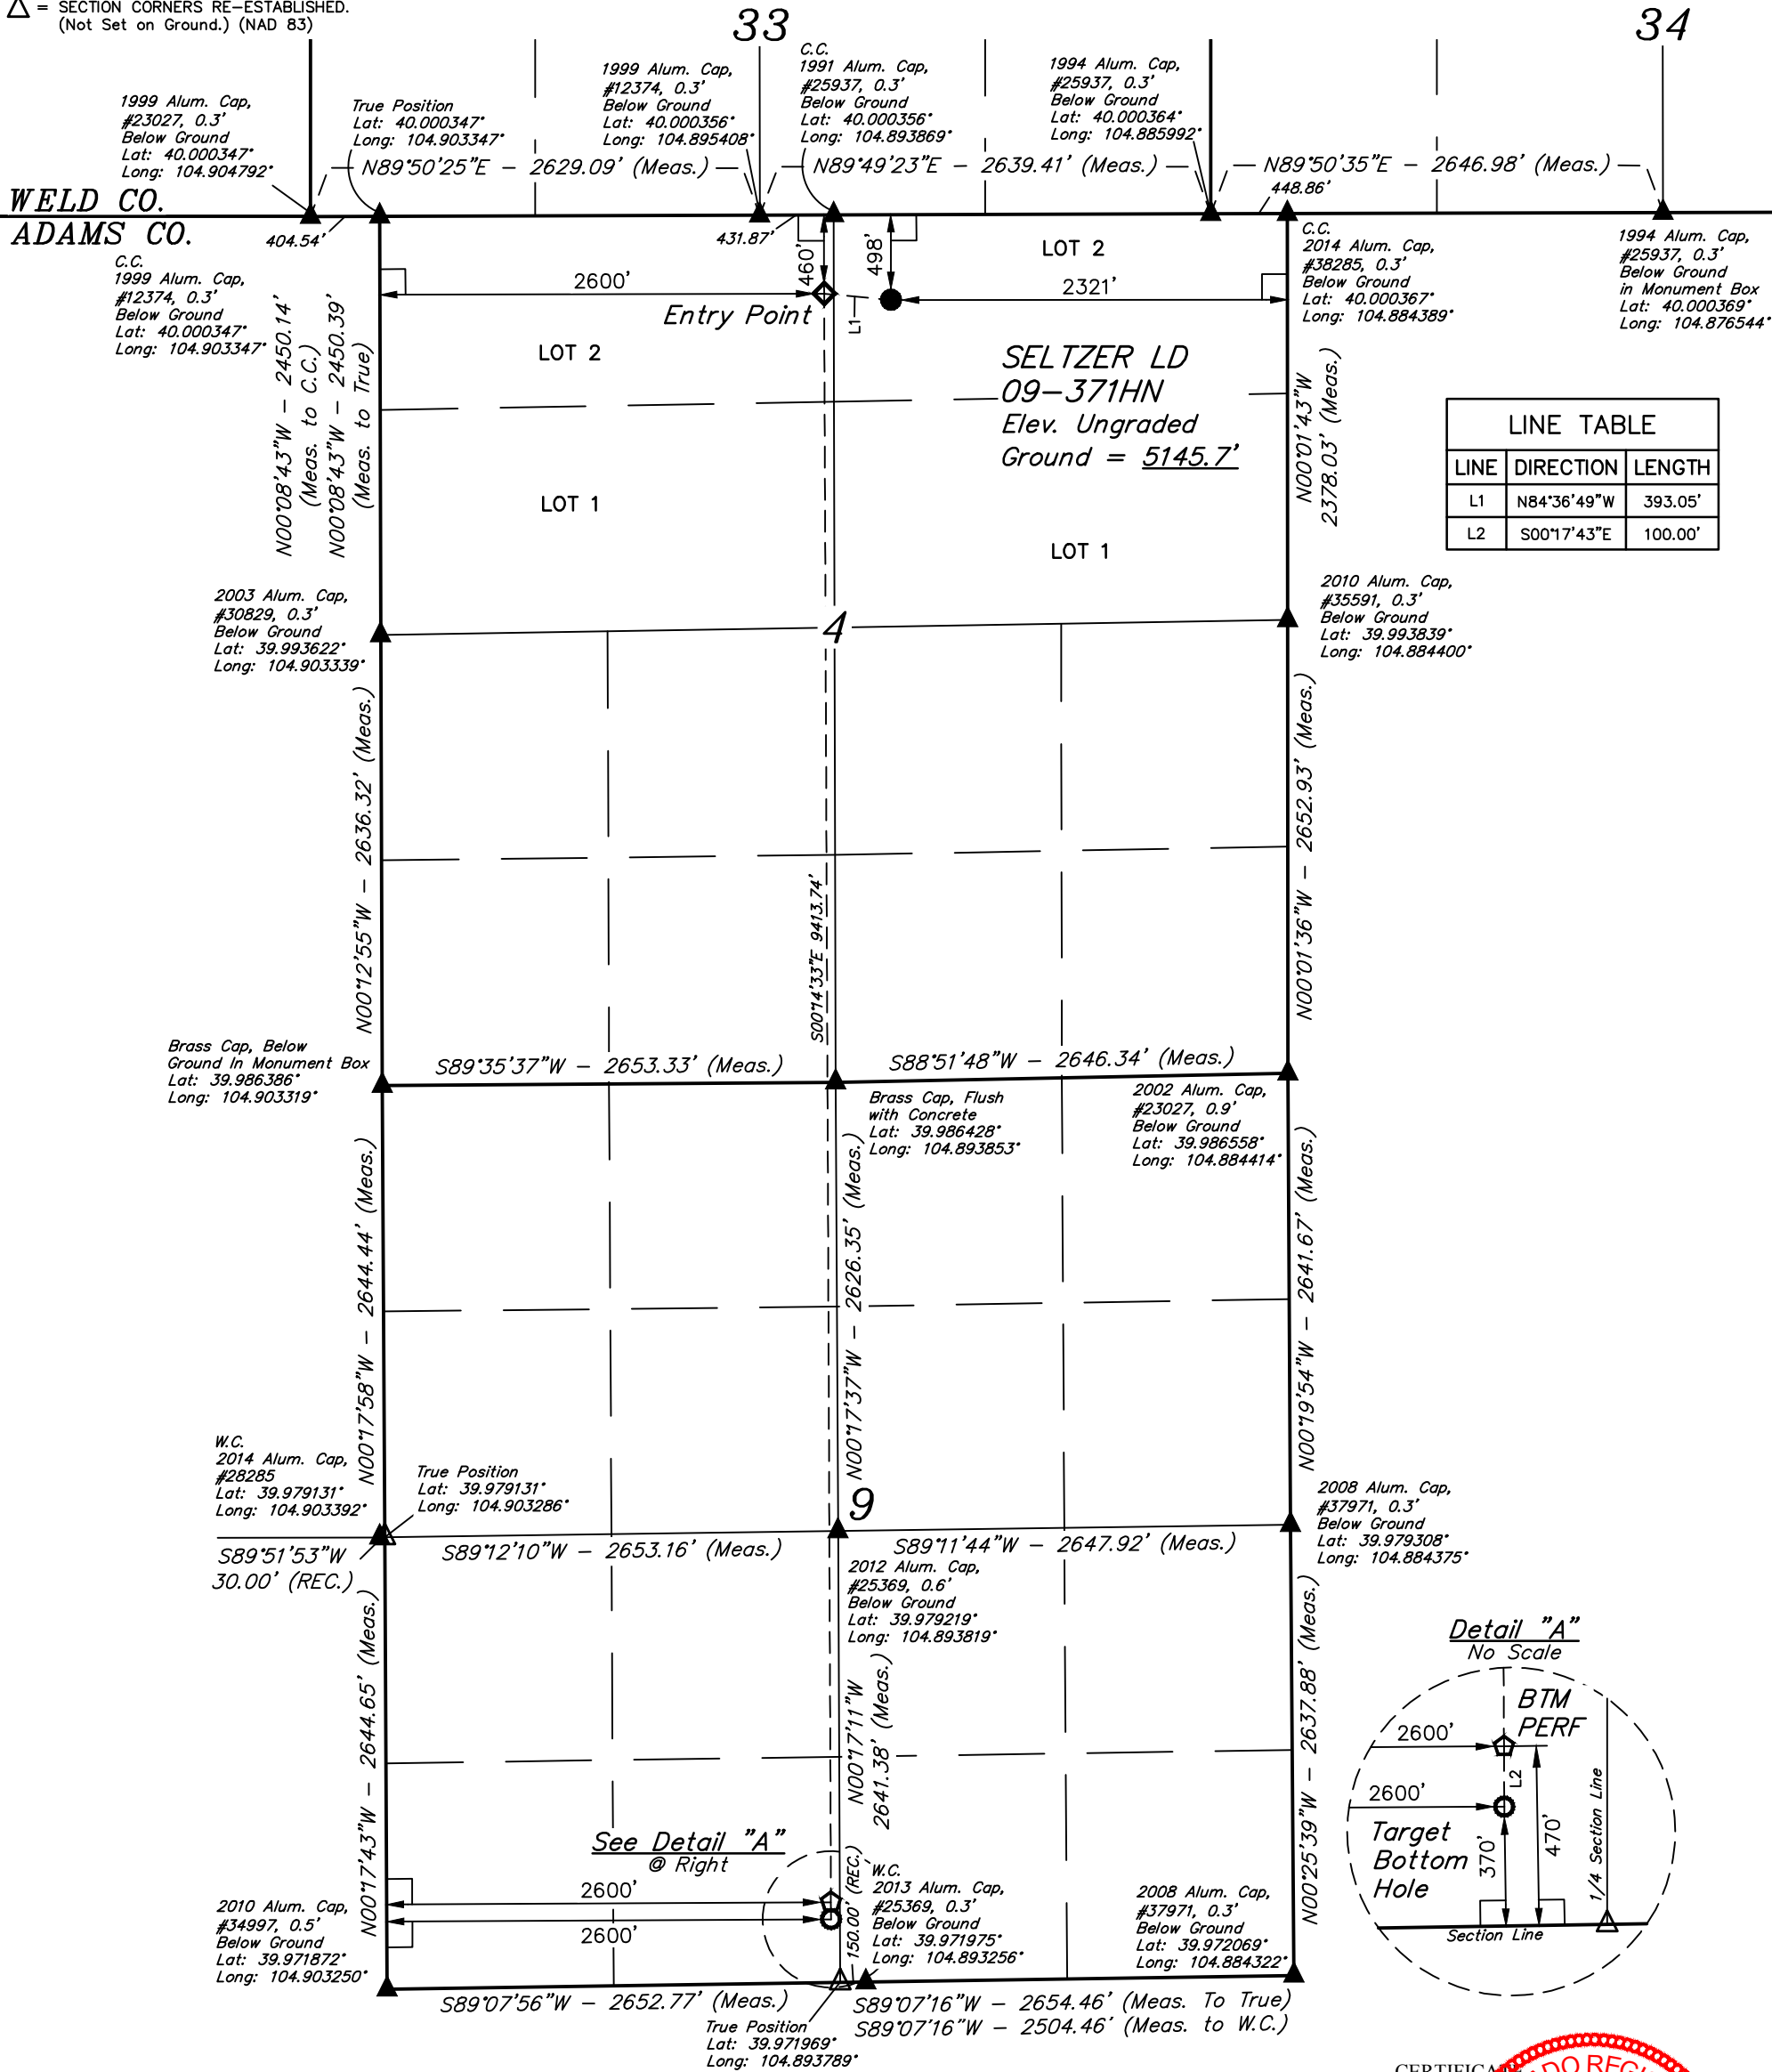 △ = SECTION CORNERS RE-ESTABLISHED.
(Not Set on Ground.) (NAD 83)
33
34
1999 Alum. Cap,
#23027, 0.3'
Below Ground
Lat: 40.000347°
Long: 104.904792°
True Position
Lat: 40.000347°
Long: 104.903347°
1999 Alum. Cap,
#12374, 0.3'
Below Ground
Lat: 40.000356°
Long: 104.895408°
C.C.
1991 Alum. Cap,
#25937, 0.3'
Below Ground
Lat: 40.000356°
Long: 104.893869°
1994 Alum. Cap,
#25937, 0.3'
Below Ground
Lat: 40.000364°
Long: 104.885992°
N89°50'25"E - 2629.09' (Meas.)
N89°49'23"E - 2639.41' (Meas.)
N89°50'35"E - 2646.98' (Meas.)
448.86'
WELD CO.
ADAMS CO.
404.54'
431.87'
460'
498'
LOT 2
C.C.
1999 Alum. Cap,
#12374, 0.3'
Below Ground
Lat: 40.000347°
Long: 104.903347°
C.C.
2014 Alum. Cap,
#38285, 0.3'
Below Ground
Lat: 40.000367°
Long: 104.884389°
1994 Alum. Cap,
#25937, 0.3'
Below Ground
in Monument Box
Lat: 40.000369°
Long: 104.876544°
2600'
2321'
Entry Point
L1
LOT 2
SELTZER LD
09-371HN
Elev. Ungraded
Ground = 5145.7'
N00°08'43"W - 2450.14'
(Meas. to C.C.)
N00°08'43"W - 2450.39'
(Meas. to True)
N00°01'43"W
2378.03' (Meas.)
LINE TABLE
LINE DIRECTION LENGTH
L1 N84°36'49"W 393.05'
L2 S00°17'43"E 100.00'
LOT 1
LOT 1
2003 Alum. Cap,
#30829, 0.3'
Below Ground
Lat: 39.993622°
Long: 104.903339°
4
2010 Alum. Cap,
#35591, 0.3'
Below Ground
Lat: 39.993839°
Long: 104.884400°
N00°12'55"W - 2636.32' (Meas.)
S00°14'33"E 9413.74'
N00°01'36"W - 2652.93' (Meas.)
Brass Cap, Below
Ground In Monument Box
Lat: 39.986386°
Long: 104.903319°
S89°35'37"W - 2653.33' (Meas.)
S88°51'48"W - 2646.34' (Meas.)
Brass Cap, Flush
with Concrete
Lat: 39.986428°
Long: 104.893853°
2002 Alum. Cap,
#23027, 0.9'
Below Ground
Lat: 39.986558°
Long: 104.884414°
N00°17'58"W - 2644.44' (Meas.)
N00°17'37"W - 2626.35' (Meas.)
N00°19'54"W - 2641.67' (Meas.)
W.C.
2014 Alum. Cap,
#28285
Lat: 39.979131°
Long: 104.903392°
True Position
Lat: 39.979131°
Long: 104.903286°
9
2008 Alum. Cap,
#37971, 0.3'
Below Ground
Lat: 39.979308°
Long: 104.884375°
S89°51'53"W
30.00' (REC.)
S89°12'10"W - 2653.16' (Meas.)
S89°11'44"W - 2647.92' (Meas.)
2012 Alum. Cap,
#25369, 0.6'
Below Ground
Lat: 39.979219°
Long: 104.893819°
N00°17'43"W - 2644.65' (Meas.)
N00°17'11"W
2641.38' (Meas.)
N00°25'39"W - 2637.88' (Meas.)
Detail "A"
No Scale
BTM
PERF
2600'
L2
2600'
Target
Bottom
Hole
370'
470'
1/4 Section Line
Section Line
See Detail "A"
@ Right
2600'
2600'
150.00' (REC.)
2010 Alum. Cap,
#34997, 0.5'
Below Ground
Lat: 39.971872°
Long: 104.903250°
W.C.
2013 Alum. Cap,
#25369, 0.3'
Below Ground
Lat: 39.971975°
Long: 104.893256°
2008 Alum. Cap,
#37971, 0.3'
Below Ground
Lat: 39.972069°
Long: 104.884322°
S89°07'56"W - 2652.77' (Meas.)
S89°07'16"W - 2654.46' (Meas. To True)
S89°07'16"W - 2504.46' (Meas. to W.C.)
True Position
Lat: 39.971969°
Long: 104.893789°